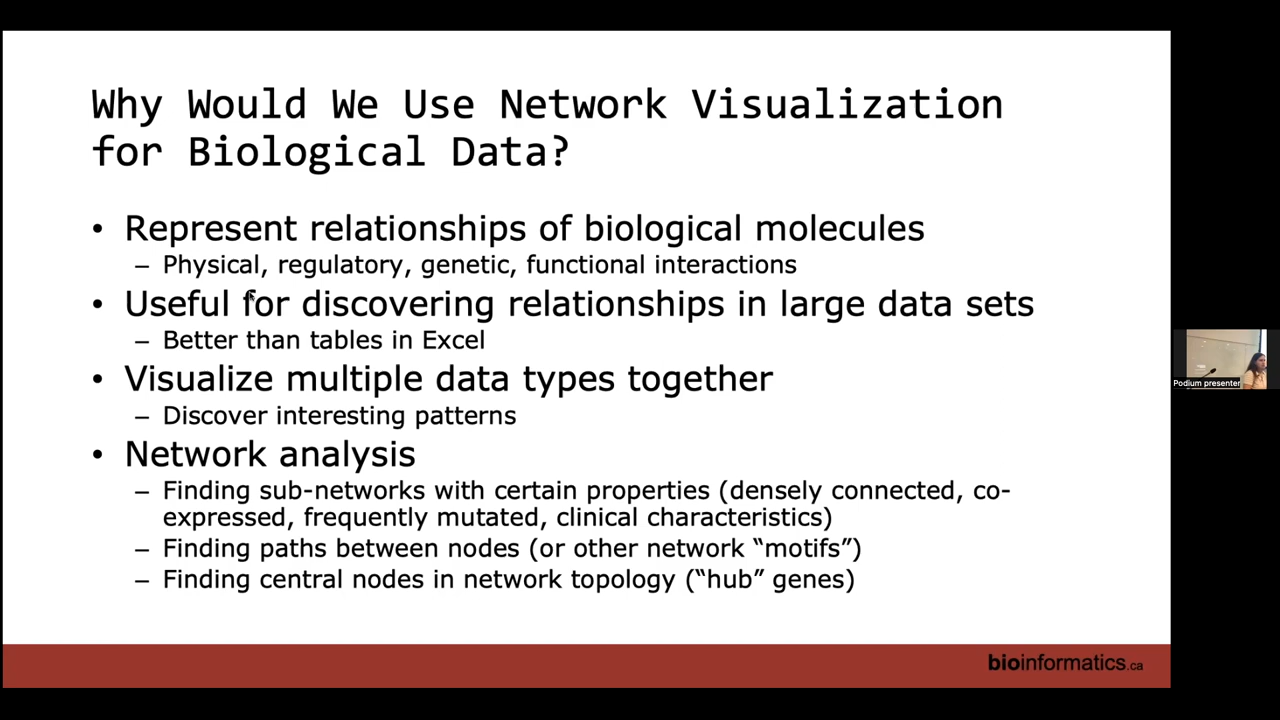 Why Would We Use Network Visualization
for Biological Data?
• Represent relationships of biological molecules
– Physical, regulatory, genetic, functional interactions
• Useful for discovering relationships in large data sets
– Better than tables in Excel
• Visualize multiple data types together
– Discover interesting patterns
• Network analysis
– Finding sub-networks with certain properties (densely connected, co-
expressed, frequently mutated, clinical characteristics)
– Finding paths between nodes (or other network “motifs”)
– Finding central nodes in network topology (“hub” genes)
bioinformatics.ca
Podium presenter